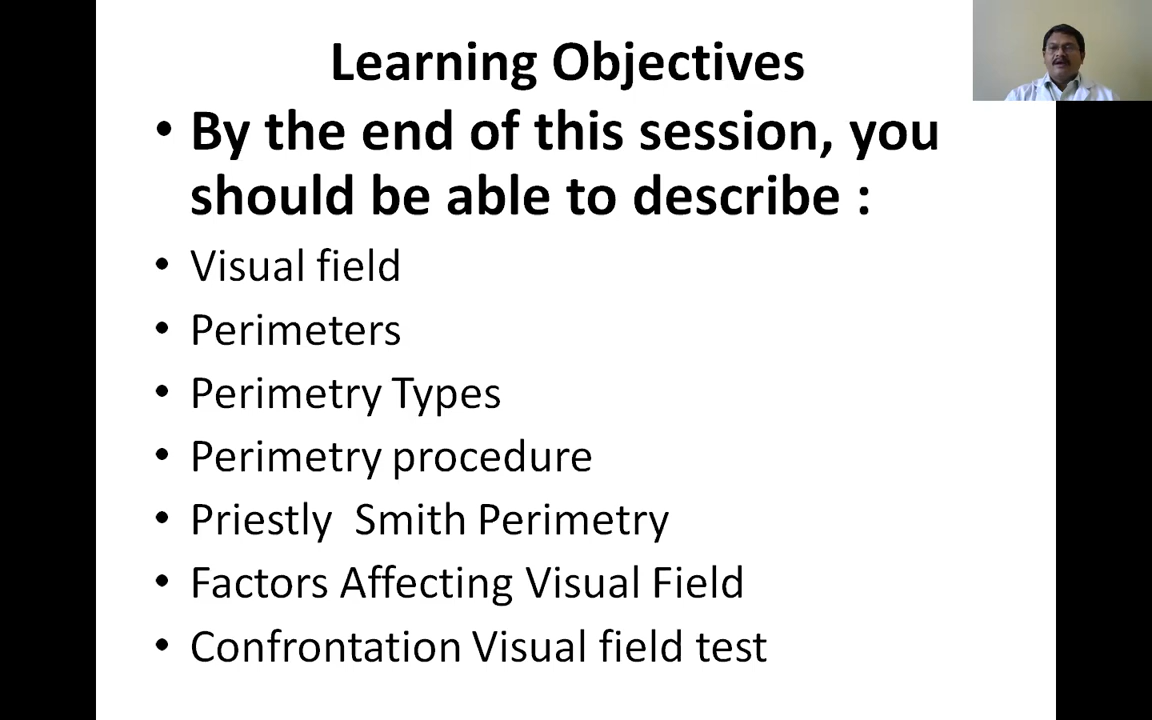 Learning Objectives
• By the end of this session, you
should be able to describe :
• Visual field
• Perimeters
• Perimetry Types
• Perimetry procedure
• Priestly  Smith Perimetry
• Factors Affecting Visual Field
• Confrontation Visual field test